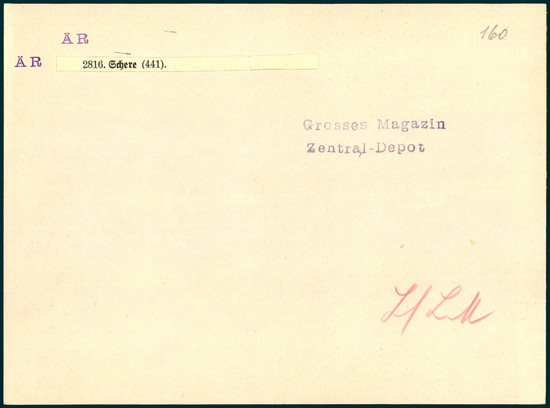 160
ÄR
ÄR 2816. Schere (441).
Grosses Magazin
Zentral-Depot